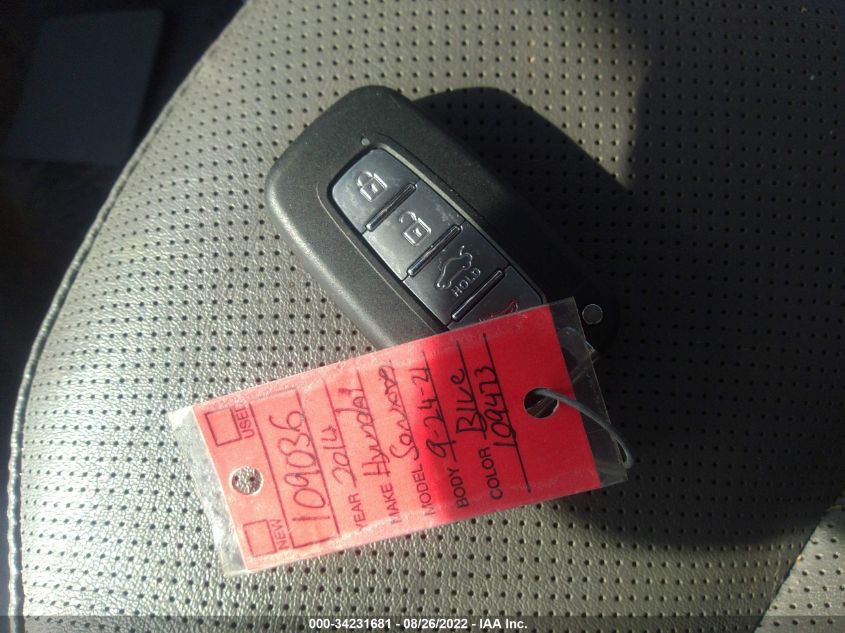 HOLD
USED
NEW
109036
YEAR 2014
MAKE Hyundai
MODEL
BODY 9-24-21
COLOR Blue
109473
000-34231681 - 08/26/2022 - IAA Inc.